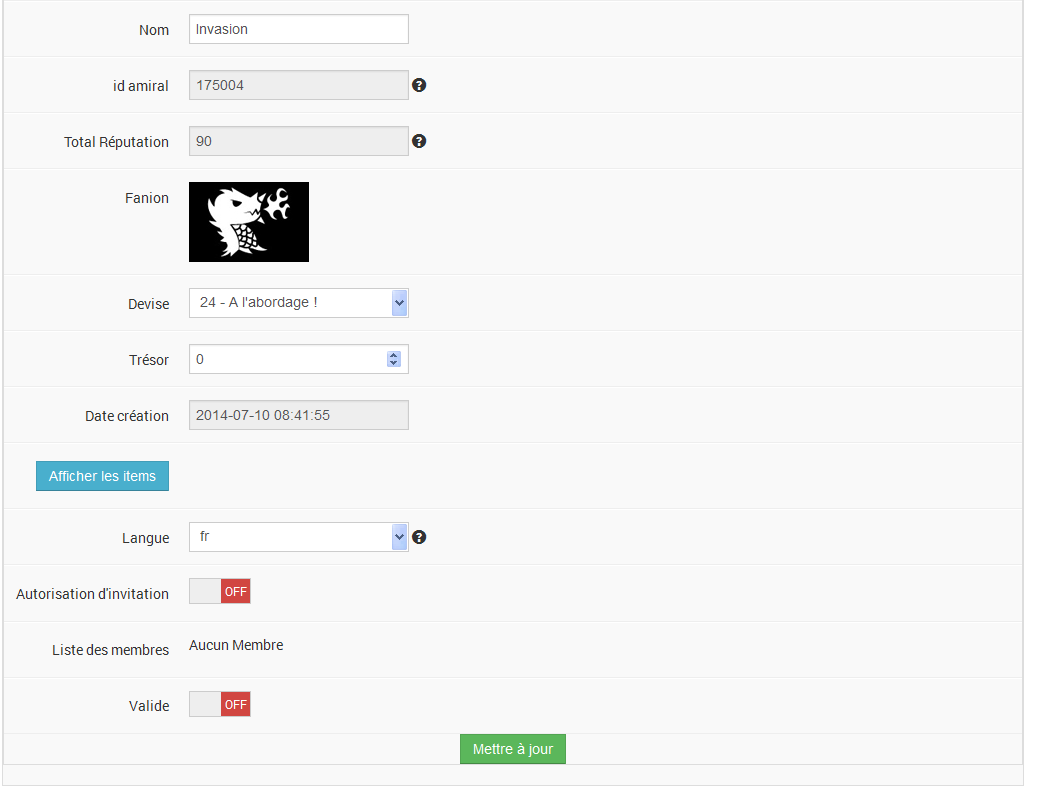 Nom Invasion
id amiral 175004 ?
Total Réputation 90 ?
Fanion
Devise 24 - A l'abordage !
Trésor 0
Date création 2014-07-10 08:41:55
Afficher les items
Langue fr ?
Autorisation d'invitation OFF
Liste des membres Aucun Membre
Valide OFF
Mettre à jour